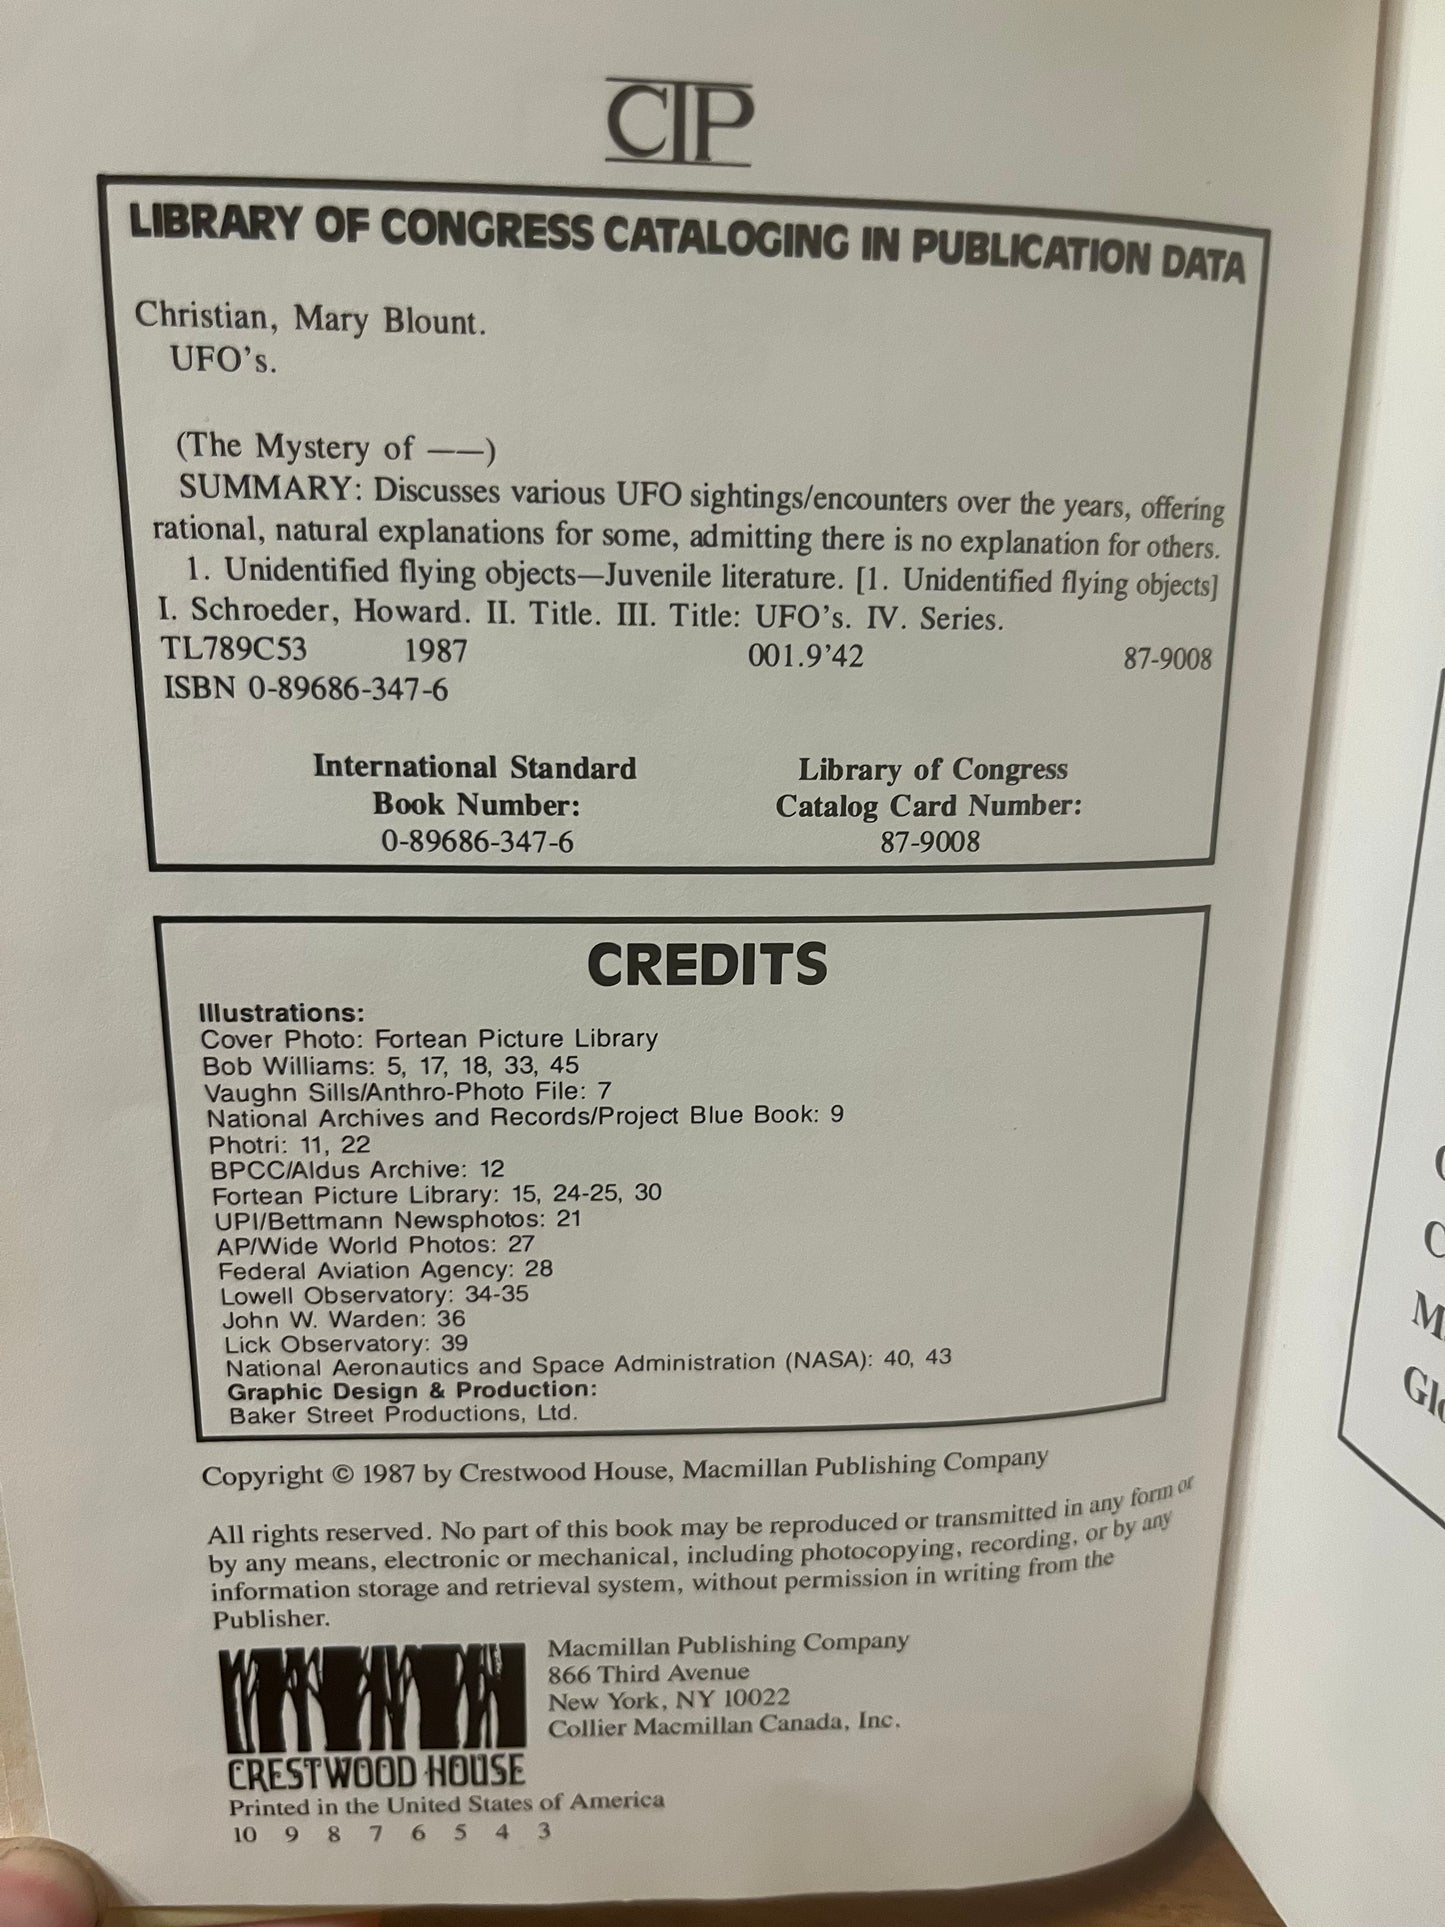 CIP
LIBRARY OF CONGRESS CATALOGING IN PUBLICATION DATA
Christian, Mary Blount.
UFO's.
(The Mystery of ——)
SUMMARY: Discusses various UFO sightings/encounters over the years, offering
rational, natural explanations for some, admitting there is no explanation for others.
1. Unidentified flying objects—Juvenile literature. [1. Unidentified flying objects]
I. Schroeder, Howard. II. Title. III. Title: UFO's. IV. Series.
TL789C53 1987 001.9'42 87-9008
ISBN 0-89686-347-6
International Standard
Book Number:
0-89686-347-6
Library of Congress
Catalog Card Number:
87-9008
CREDITS
Illustrations:
Cover Photo: Fortean Picture Library
Bob Williams: 5, 17, 18, 33, 45
Vaughn Sills/Anthro-Photo File: 7
National Archives and Records/Project Blue Book: 9
Photri: 11, 22
BPCC/Aldus Archive: 12
Fortean Picture Library: 15, 24-25, 30
UPI/Bettmann Newsphotos: 21
AP/Wide World Photos: 27
Federal Aviation Agency: 28
Lowell Observatory: 34-35
John W. Warden: 36
Lick Observatory: 39
National Aeronautics and Space Administration (NASA): 40, 43
Graphic Design & Production:
Baker Street Productions, Ltd.
Copyright © 1987 by Crestwood House, Macmillan Publishing Company
All rights reserved. No part of this book may be reproduced or transmitted in any form or
by any means, electronic or mechanical, including photocopying, recording, or by any
information storage and retrieval system, without permission in writing from the
Publisher.
Macmillan Publishing Company
866 Third Avenue
New York, NY 10022
Collier Macmillan Canada, Inc.
CRESTWOOD HOUSE
Printed in the United States of America
10 9 8 7 6 5 4 3